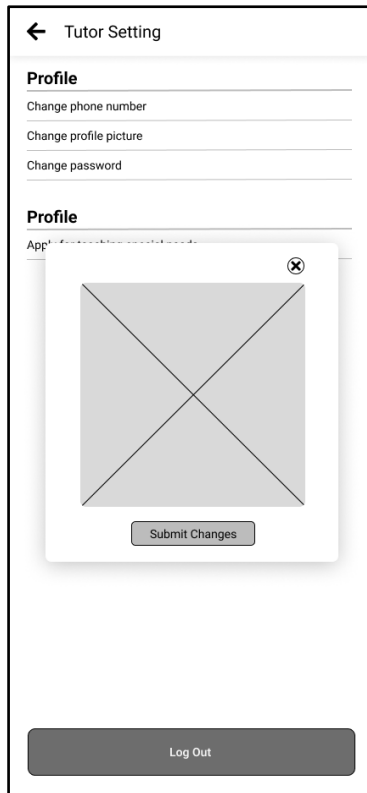 Tutor Setting
Profile
Change phone number
Change profile picture
Change password
Profile
Submit Changes
Log Out